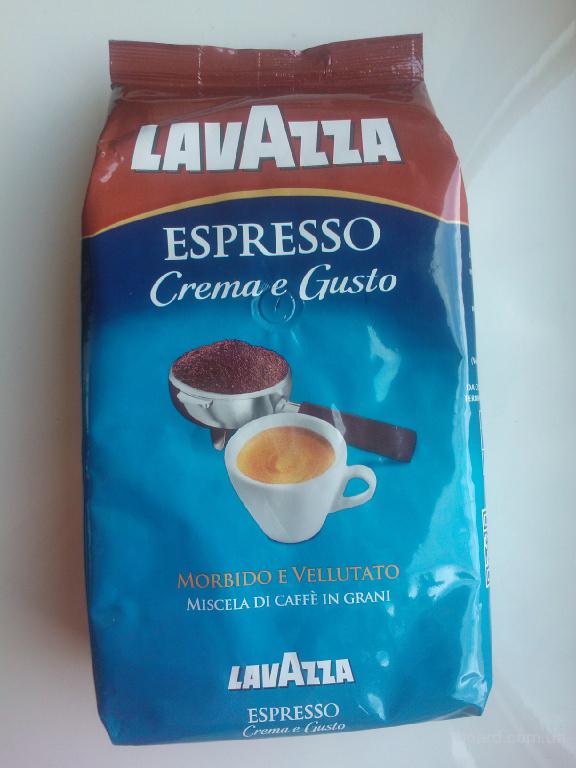 LAVAZZA
ESPRESSO
Crema e Gusto
MORBIDO E VELLUTATO
MISCELA DI CAFFÈ IN GRANI
LAVAZZA
ESPRESSO
Crema e Gusto